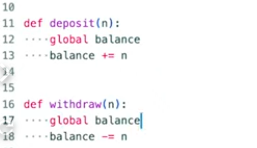 10
11 def deposit(n):
12 ····global balance
13 ····balance += n
14
15
16 def withdraw(n):
17 ····global balance
18 ····balance -= n